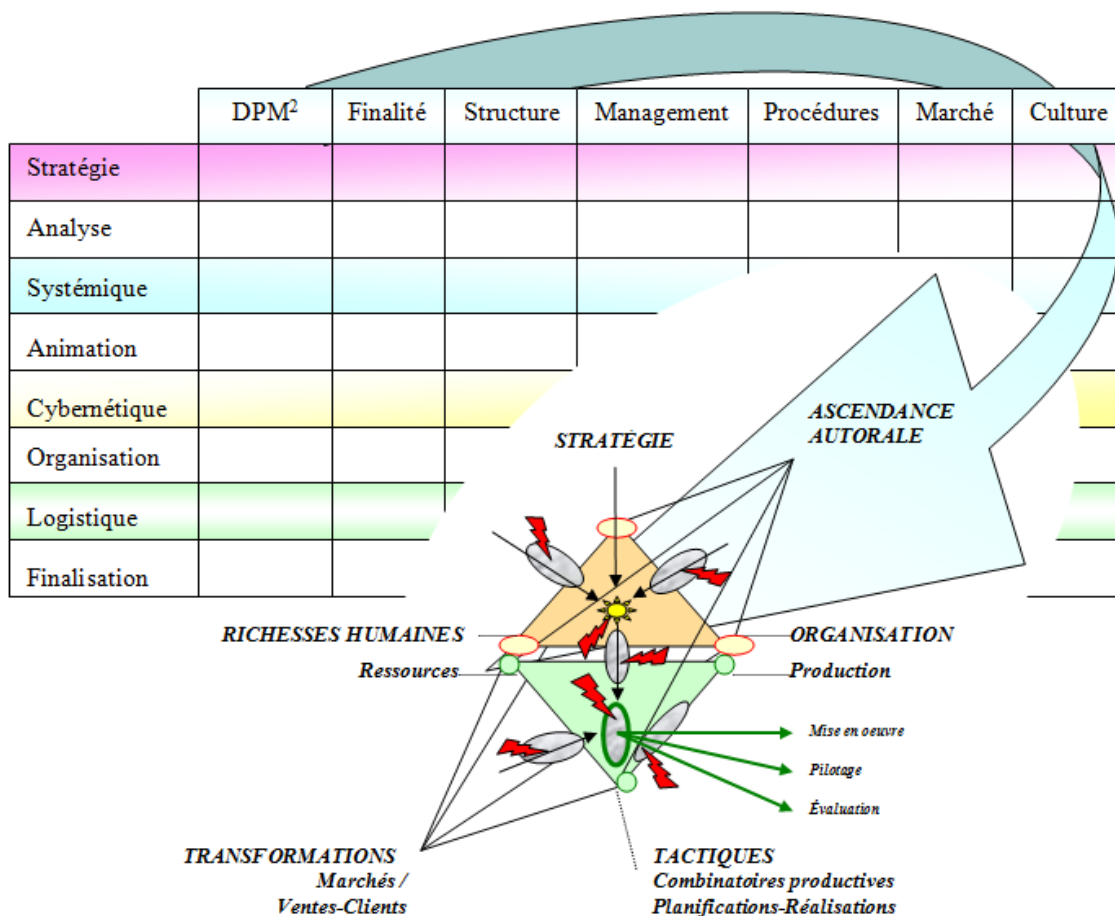 DPM² Finalité Structure Management Procédures Marché Culture
Stratégie
Analyse
Systémique
Animation
Cybernétique
Organisation
Logistique
Finalisation
ASCENDANCE
AUTORALE
STRATÉGIE
RICHESSES HUMAINES
ORGANISATION
Ressources
Production
Mise en oeuvre
Pilotage
Évaluation
TRANSFORMATIONS
Marchés /
Ventes-Clients
TACTIQUES
Combinatoires productives
Planifications-Réalisations